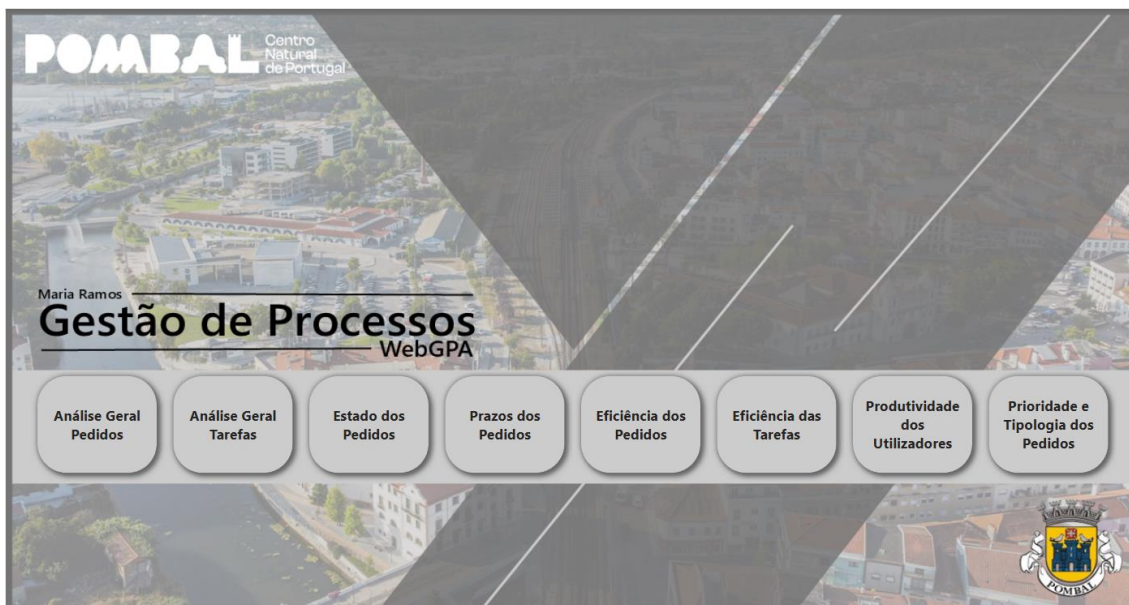 POMBAL
Centro
Natural
de Portugal
Maria Ramos
Gestão de Processos
WebGPA
Análise Geral
Pedidos
Análise Geral
Tarefas
Estado dos
Pedidos
Prazos dos
Pedidos
Eficiência dos
Pedidos
Eficiência das
Tarefas
Produtividade
dos
Utilizadores
Prioridade e
Tipologia dos
Pedidos
POMBAL